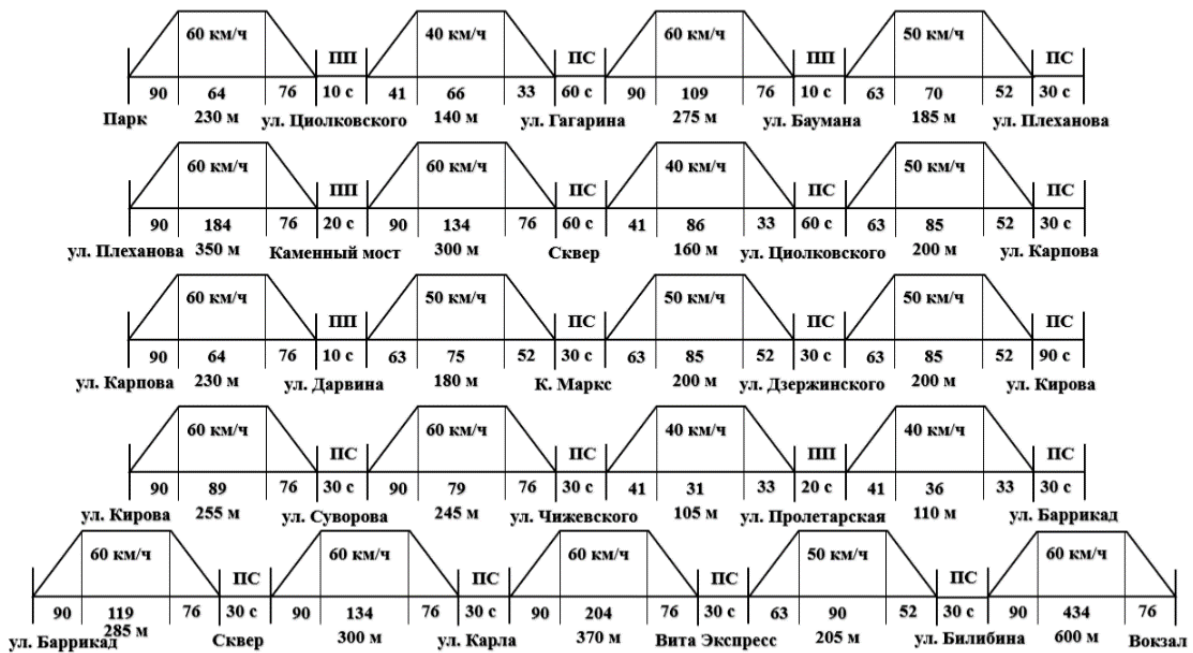 60 км/ч 40 км/ч 60 км/ч 50 км/ч
ПП ПС ПП ПС
90 64 76 10 с 41 66 33 60 с 90 109 76 10 с 63 70 52 30 с
Парк 230 м ул. Циолковского 140 м ул. Гагарина 275 м ул. Баумана 185 м ул. Плеханова
60 км/ч 60 км/ч 40 км/ч 50 км/ч
ПП ПС ПС ПС
90 184 76 20 с 90 134 76 60 с 41 86 33 60 с 63 85 52 30 с
ул. Плеханова 350 м Каменный мост 300 м Сквер 160 м ул. Циолковского 200 м ул. Карпова
60 км/ч 50 км/ч 50 км/ч 50 км/ч
ПП ПС ПС ПС
90 64 76 10 с 63 75 52 30 с 63 85 52 30 с 63 85 52 90 с
ул. Карпова 230 м ул. Дарвина 180 м К. Маркс 200 м ул. Дзержинского 200 м ул. Кирова
60 км/ч 60 км/ч 40 км/ч 40 км/ч
ПС ПС ПП ПС
90 89 76 30 с 90 79 76 30 с 41 31 33 20 с 41 36 33 30 с
ул. Кирова 255 м ул. Суворова 245 м ул. Чижевского 105 м ул. Пролетарская 110 м ул. Баррикад
60 км/ч 60 км/ч 60 км/ч 50 км/ч 60 км/ч
ПС ПС ПС ПС
90 119 76 30 с 90 134 76 30 с 90 204 76 30 с 63 90 52 30 с 90 434 76
ул. Баррикад 285 м Сквер 300 м ул. Карла 370 м Вита Экспресс 205 м ул. Билибина 600 м Вокзал